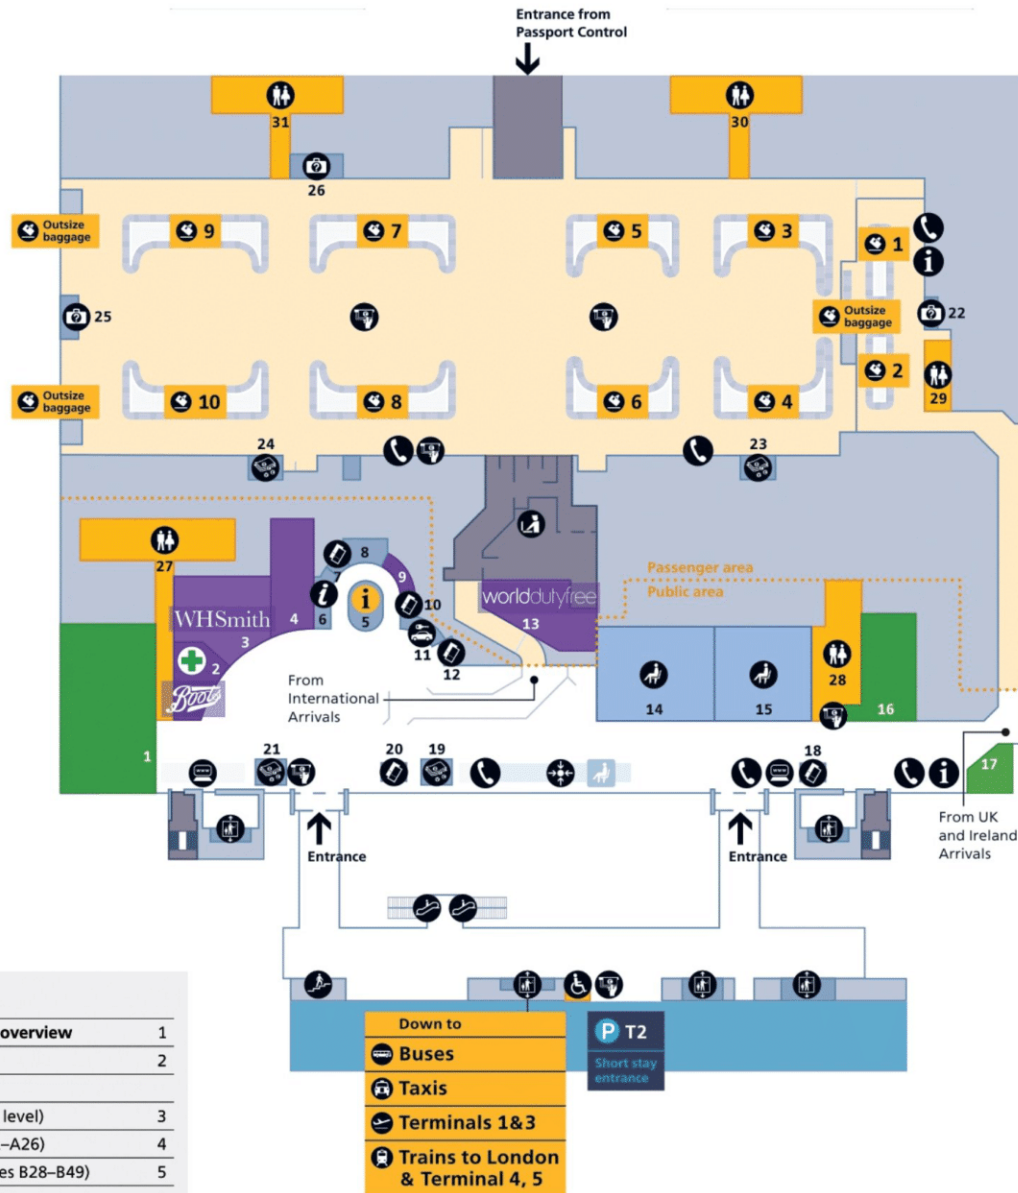 Entrance from
Passport Control
31
30
26
Outsize
baggage
9
7
5
3
1
25
Outsize
baggage
22
Outsize
baggage
10
8
6
4
2
29
24
23
27
8
7
9
Passenger area
Public area
WHSmith
4
6
i
5
10
worlddutyfree
13
3
2
11
12
28
Boots
From
International
Arrivals
14
15
16
1
21
20
19
18
17
Entrance
Entrance
From UK
and Ireland
Arrivals
overview 1
2
level) 3
–A26) 4
es B28–B49) 5
Down to
Buses
Taxis
Terminals 1&3
Trains to London
& Terminal 4, 5
P T2
Short stay
entrance